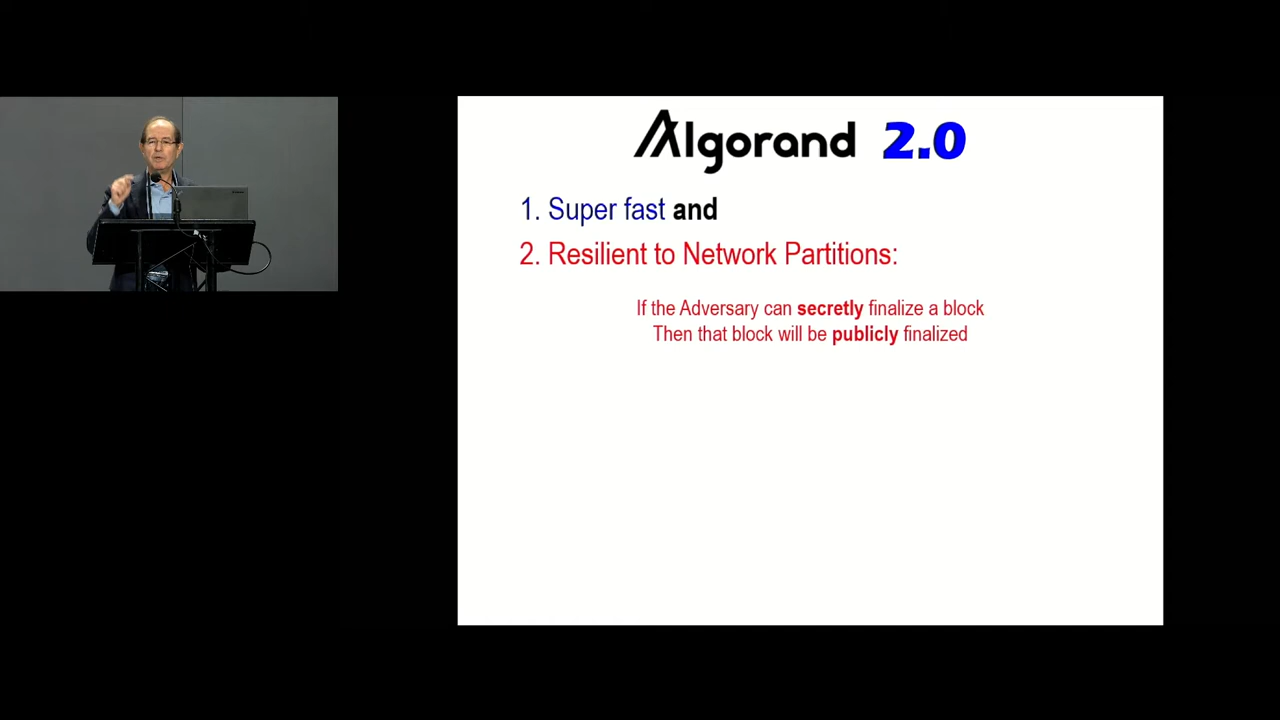 Algorand 2.0
1. Super fast and
2. Resilient to Network Partitions:
If the Adversary can secretly finalize a block
Then that block will be publicly finalized